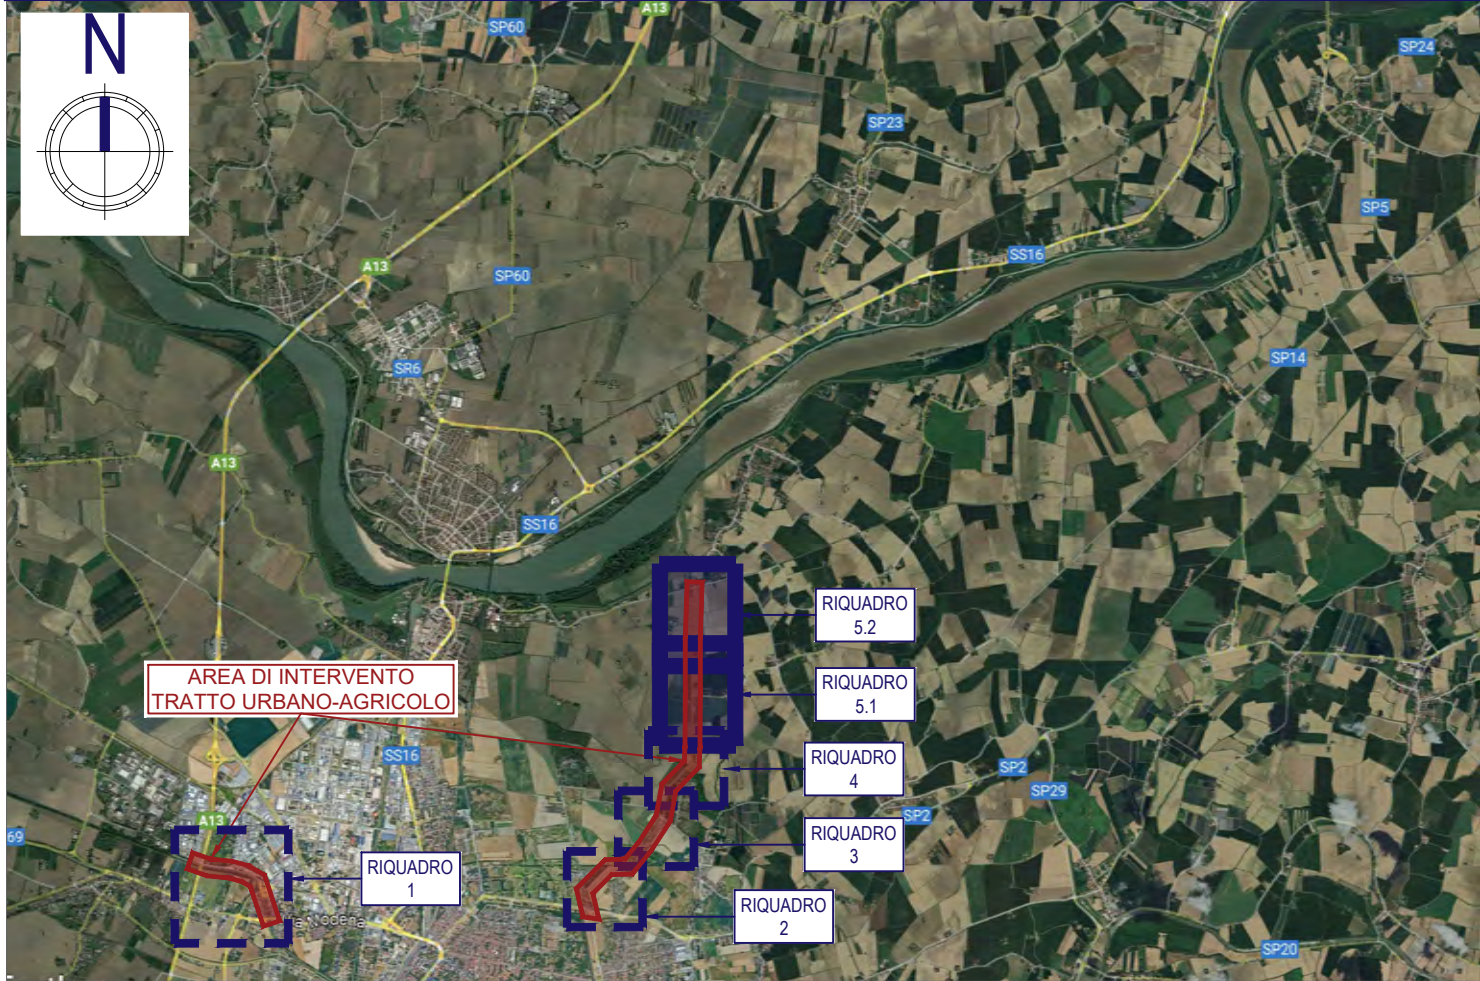 N
A13
SP60
SP24
SP23
SP5
SS16
A13
SP60
SP14
SR6
A13
SS16
RIQUADRO
5.2
AREA DI INTERVENTO
TRATTO URBANO-AGRICOLO
RIQUADRO
5.1
SS16
RIQUADRO
4
SP2
SP29
SP2
A13
69
RIQUADRO
3
RIQUADRO
1
RIQUADRO
2
SP20